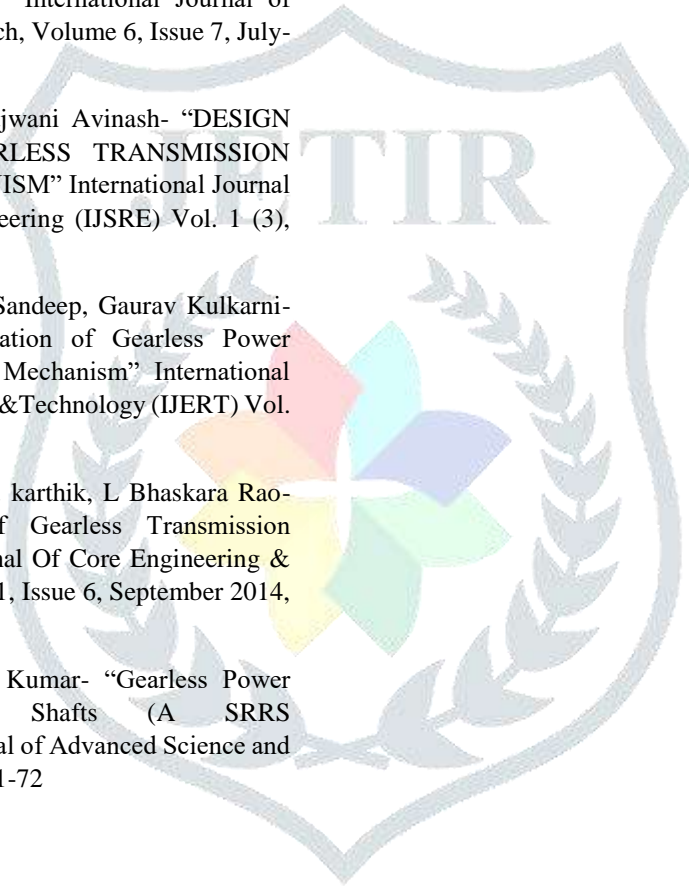 International Journal of
ch, Volume 6, Issue 7, July-
jwani Avinash- “DESIGN
RLESS TRANSMISSION
ISM” International Journal
eering (IJSRE) Vol. 1 (3),
JETIR
Sandeep, Gaurav Kulkarni-
ation of Gearless Power
Mechanism” International
&Technology (IJERT) Vol.
karthik, L Bhaskara Rao-
f Gearless Transmission
nal Of Core Engineering &
1, Issue 6, September 2014,
Kumar- “Gearless Power
Shafts (A SRRS
al of Advanced Science and
1-72